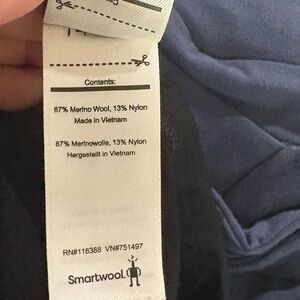 Contents:
87% Merino Wool, 13% Nylon
Made in Vietnam
87% Merinowolle, 13% Nylon
Hergestellt in Vietnam
RN#116388 VN#751497
Smartwool